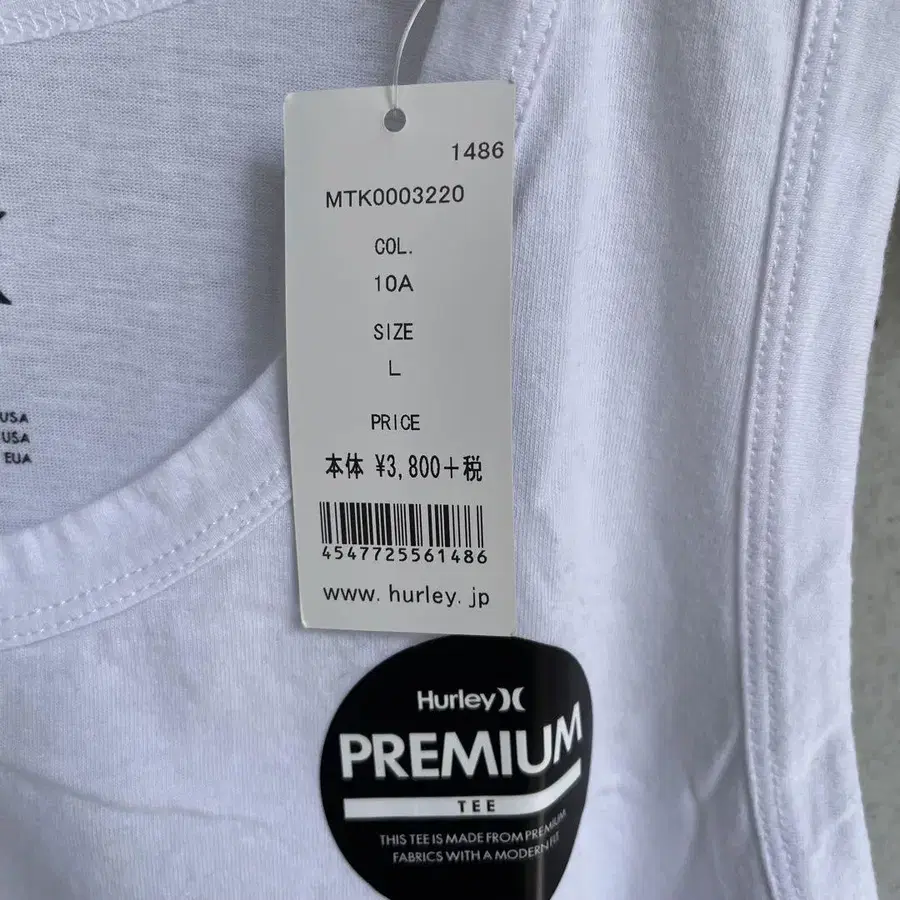 1486
MTK0003220
COL.
10A
SIZE
L
PRICE
本体 ¥3,800+税
4547725561486
www.hurley.jp
USA
USA
EUA
Hurley
PREMIUM
TEE
THIS TEE IS MADE FROM PREMIUM
FABRICS WITH A MODERN FIT